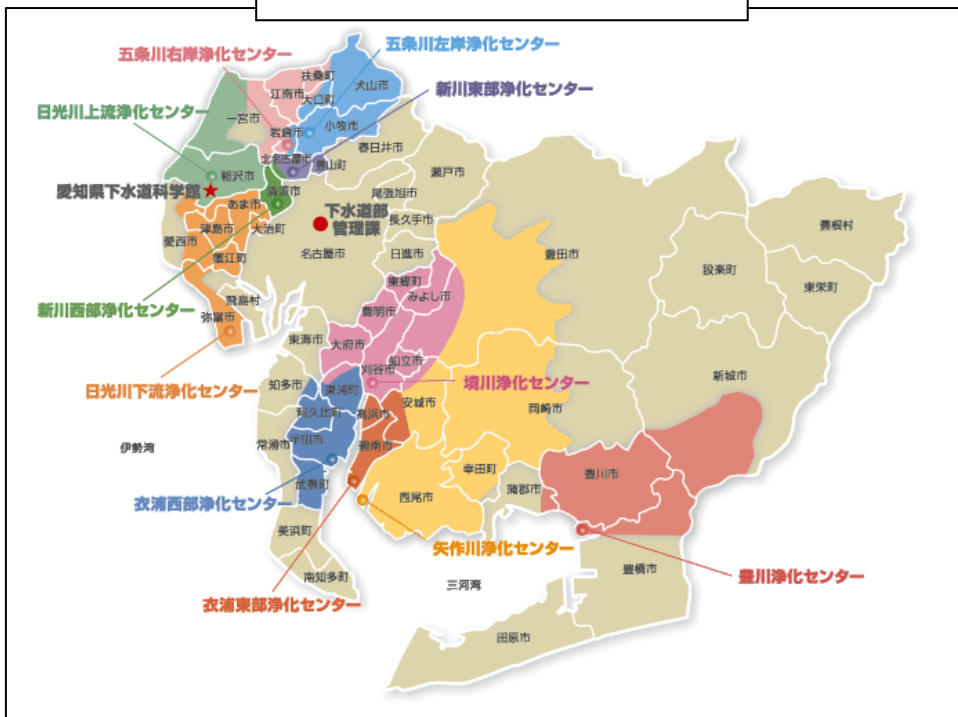 五条川右岸浄化センター
五条川左岸浄化センター
扶桑町
犬山市
江南市
大口町
新川東部浄化センター
日光川上流浄化センター
一宮市
岩倉市
小牧市
北名古屋市
豊山町
春日井市
稲沢市
瀬戸市
愛知県下水道科学館
清須市
尾張旭市
あま市
下水道部
管理課
長久手市
津島市
大治町
愛西市
名古屋市
日進市
豊田市
豊根村
設楽町
東栄町
蟹江町
東郷町
みよし市
飛島村
新川西部浄化センター
弥富市
豊明市
東海市
大府市
知立市
刈谷市
日光川下流浄化センター
知多市
東浦町
境川浄化センター
新城市
阿久比町
高浜市
安城市
岡崎市
伊勢湾
常滑市
半田市
碧南市
武豊町
幸田町
豊川市
衣浦西部浄化センター
西尾市
蒲郡市
美浜町
矢作川浄化センター
豊橋市
豊川浄化センター
南知多町
三河湾
衣浦東部浄化センター
田原市